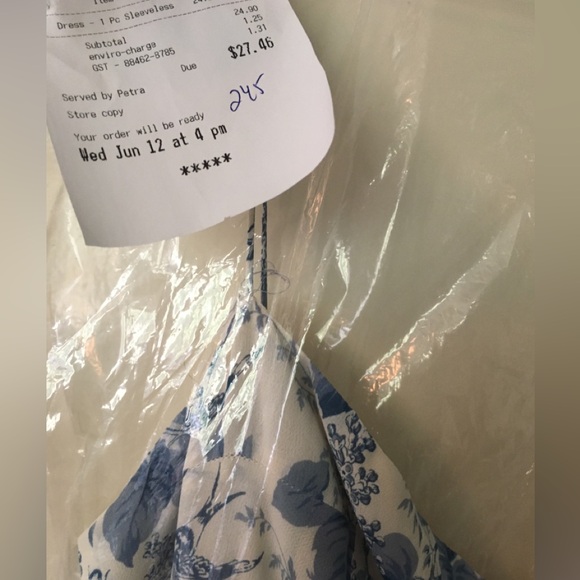 Item
Dress - 1 Pc Sleeveless
24.90
Subtotal
enviro-charge 1.25
GST - 88462-8785 1.31
Due $27.46
Served by Petra
Store copy 245
Your order will be ready
Wed Jun 12 at 4 pm
*****